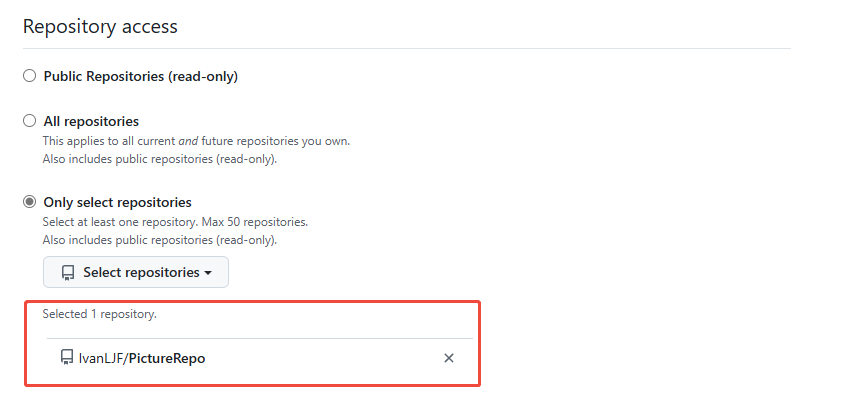 Repository access
Public Repositories (read-only)
All repositories
This applies to all current and future repositories you own.
Also includes public repositories (read-only).
Only select repositories
Select at least one repository. Max 50 repositories.
Also includes public repositories (read-only).
Select repositories
Selected 1 repository.
IvanLJF/PictureRepo